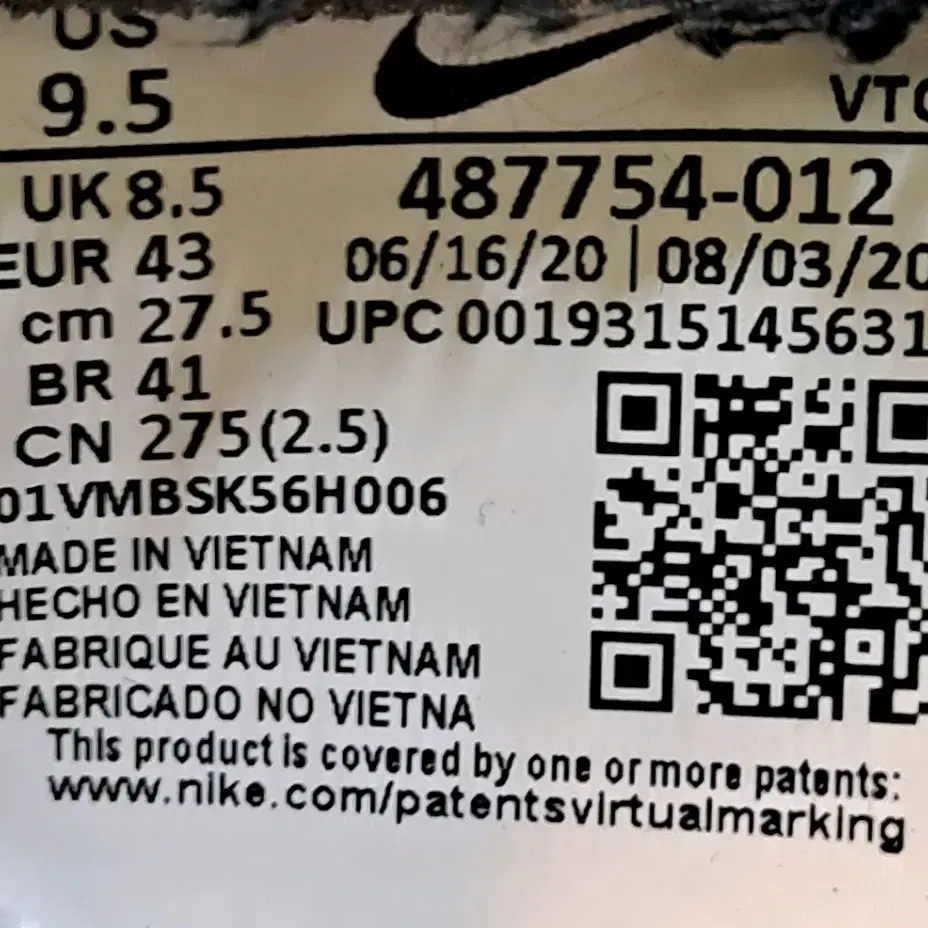 US
9.5
VTC
UK 8.5
487754-012
EUR 43
06/16/20 | 08/03/20
cm 27.5
UPC 0019315145631
BR 41
CN 275(2.5)
01VMBSK56H006
MADE IN VIETNAM
HECHO EN VIETNAM
FABRIQUE AU VIETNAM
FABRICADO NO VIETNA
This product is covered by one or more patents:
www.nike.com/patentsvirtualmarking